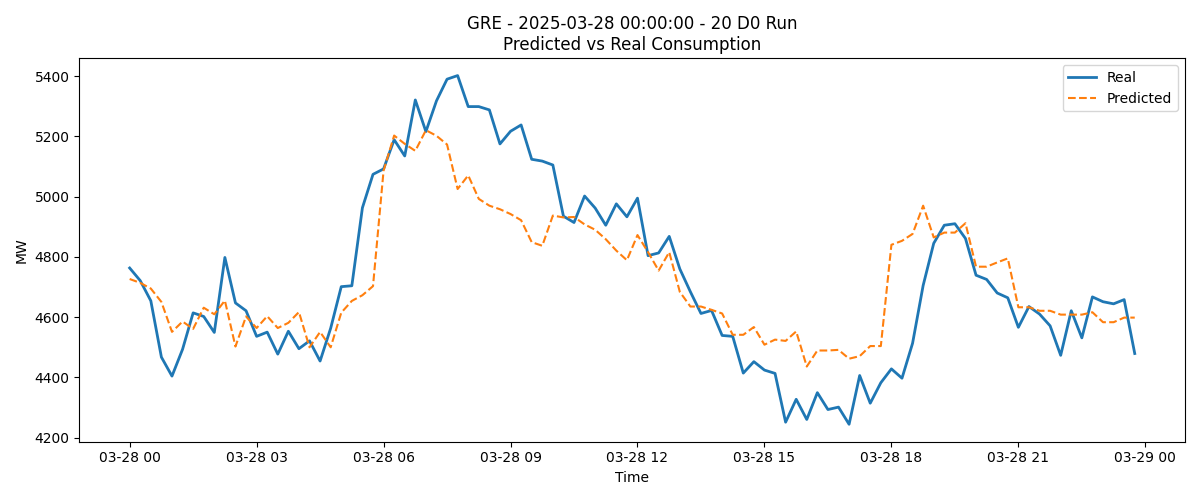 GRE - 2025-03-28 00:00:00 - 20 D0 Run
Predicted vs Real Consumption
Real
Predicted
MW
5400
5200
5000
4800
4600
4400
4200
03-28 00
03-28 03
03-28 06
03-28 09
03-28 12
03-28 15
03-28 18
03-28 21
03-29 00
Time